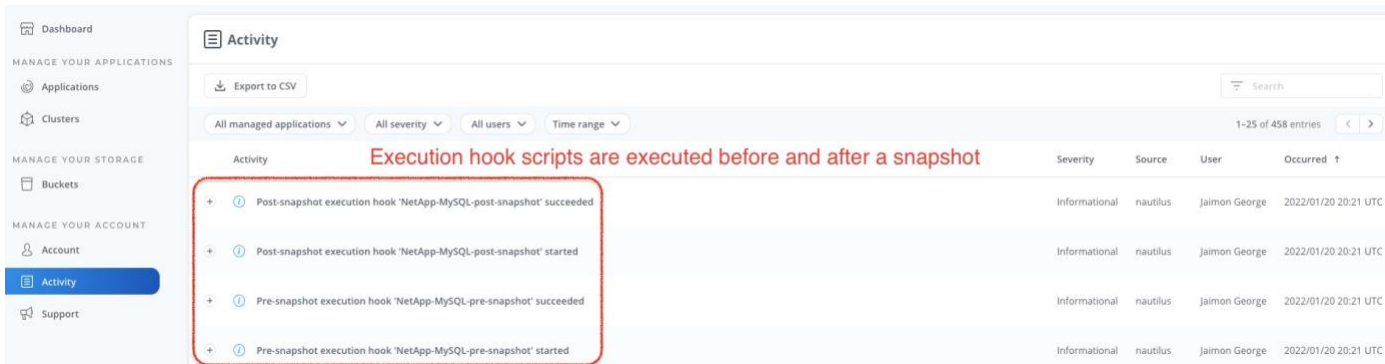 Dashboard
MANAGE YOUR APPLICATIONS
Applications
Clusters
MANAGE YOUR STORAGE
Buckets
MANAGE YOUR ACCOUNT
Account
Activity
Support
Activity
Export to CSV
Search
All managed applications
All severity
All users
Time range
1–25 of 458 entries
Execution hook scripts are executed before and after a snapshot
Activity Severity Source User Occurred ↑
+ Post-snapshot execution hook 'NetApp-MySQL-post-snapshot' succeeded Informational nautilus Jaimon George 2022/01/20 20:21 UTC
+ Post-snapshot execution hook 'NetApp-MySQL-post-snapshot' started Informational nautilus Jaimon George 2022/01/20 20:21 UTC
+ Pre-snapshot execution hook 'NetApp-MySQL-pre-snapshot' succeeded Informational nautilus Jaimon George 2022/01/20 20:21 UTC
+ Pre-snapshot execution hook 'NetApp-MySQL-pre-snapshot' started Informational nautilus Jaimon George 2022/01/20 20:21 UTC